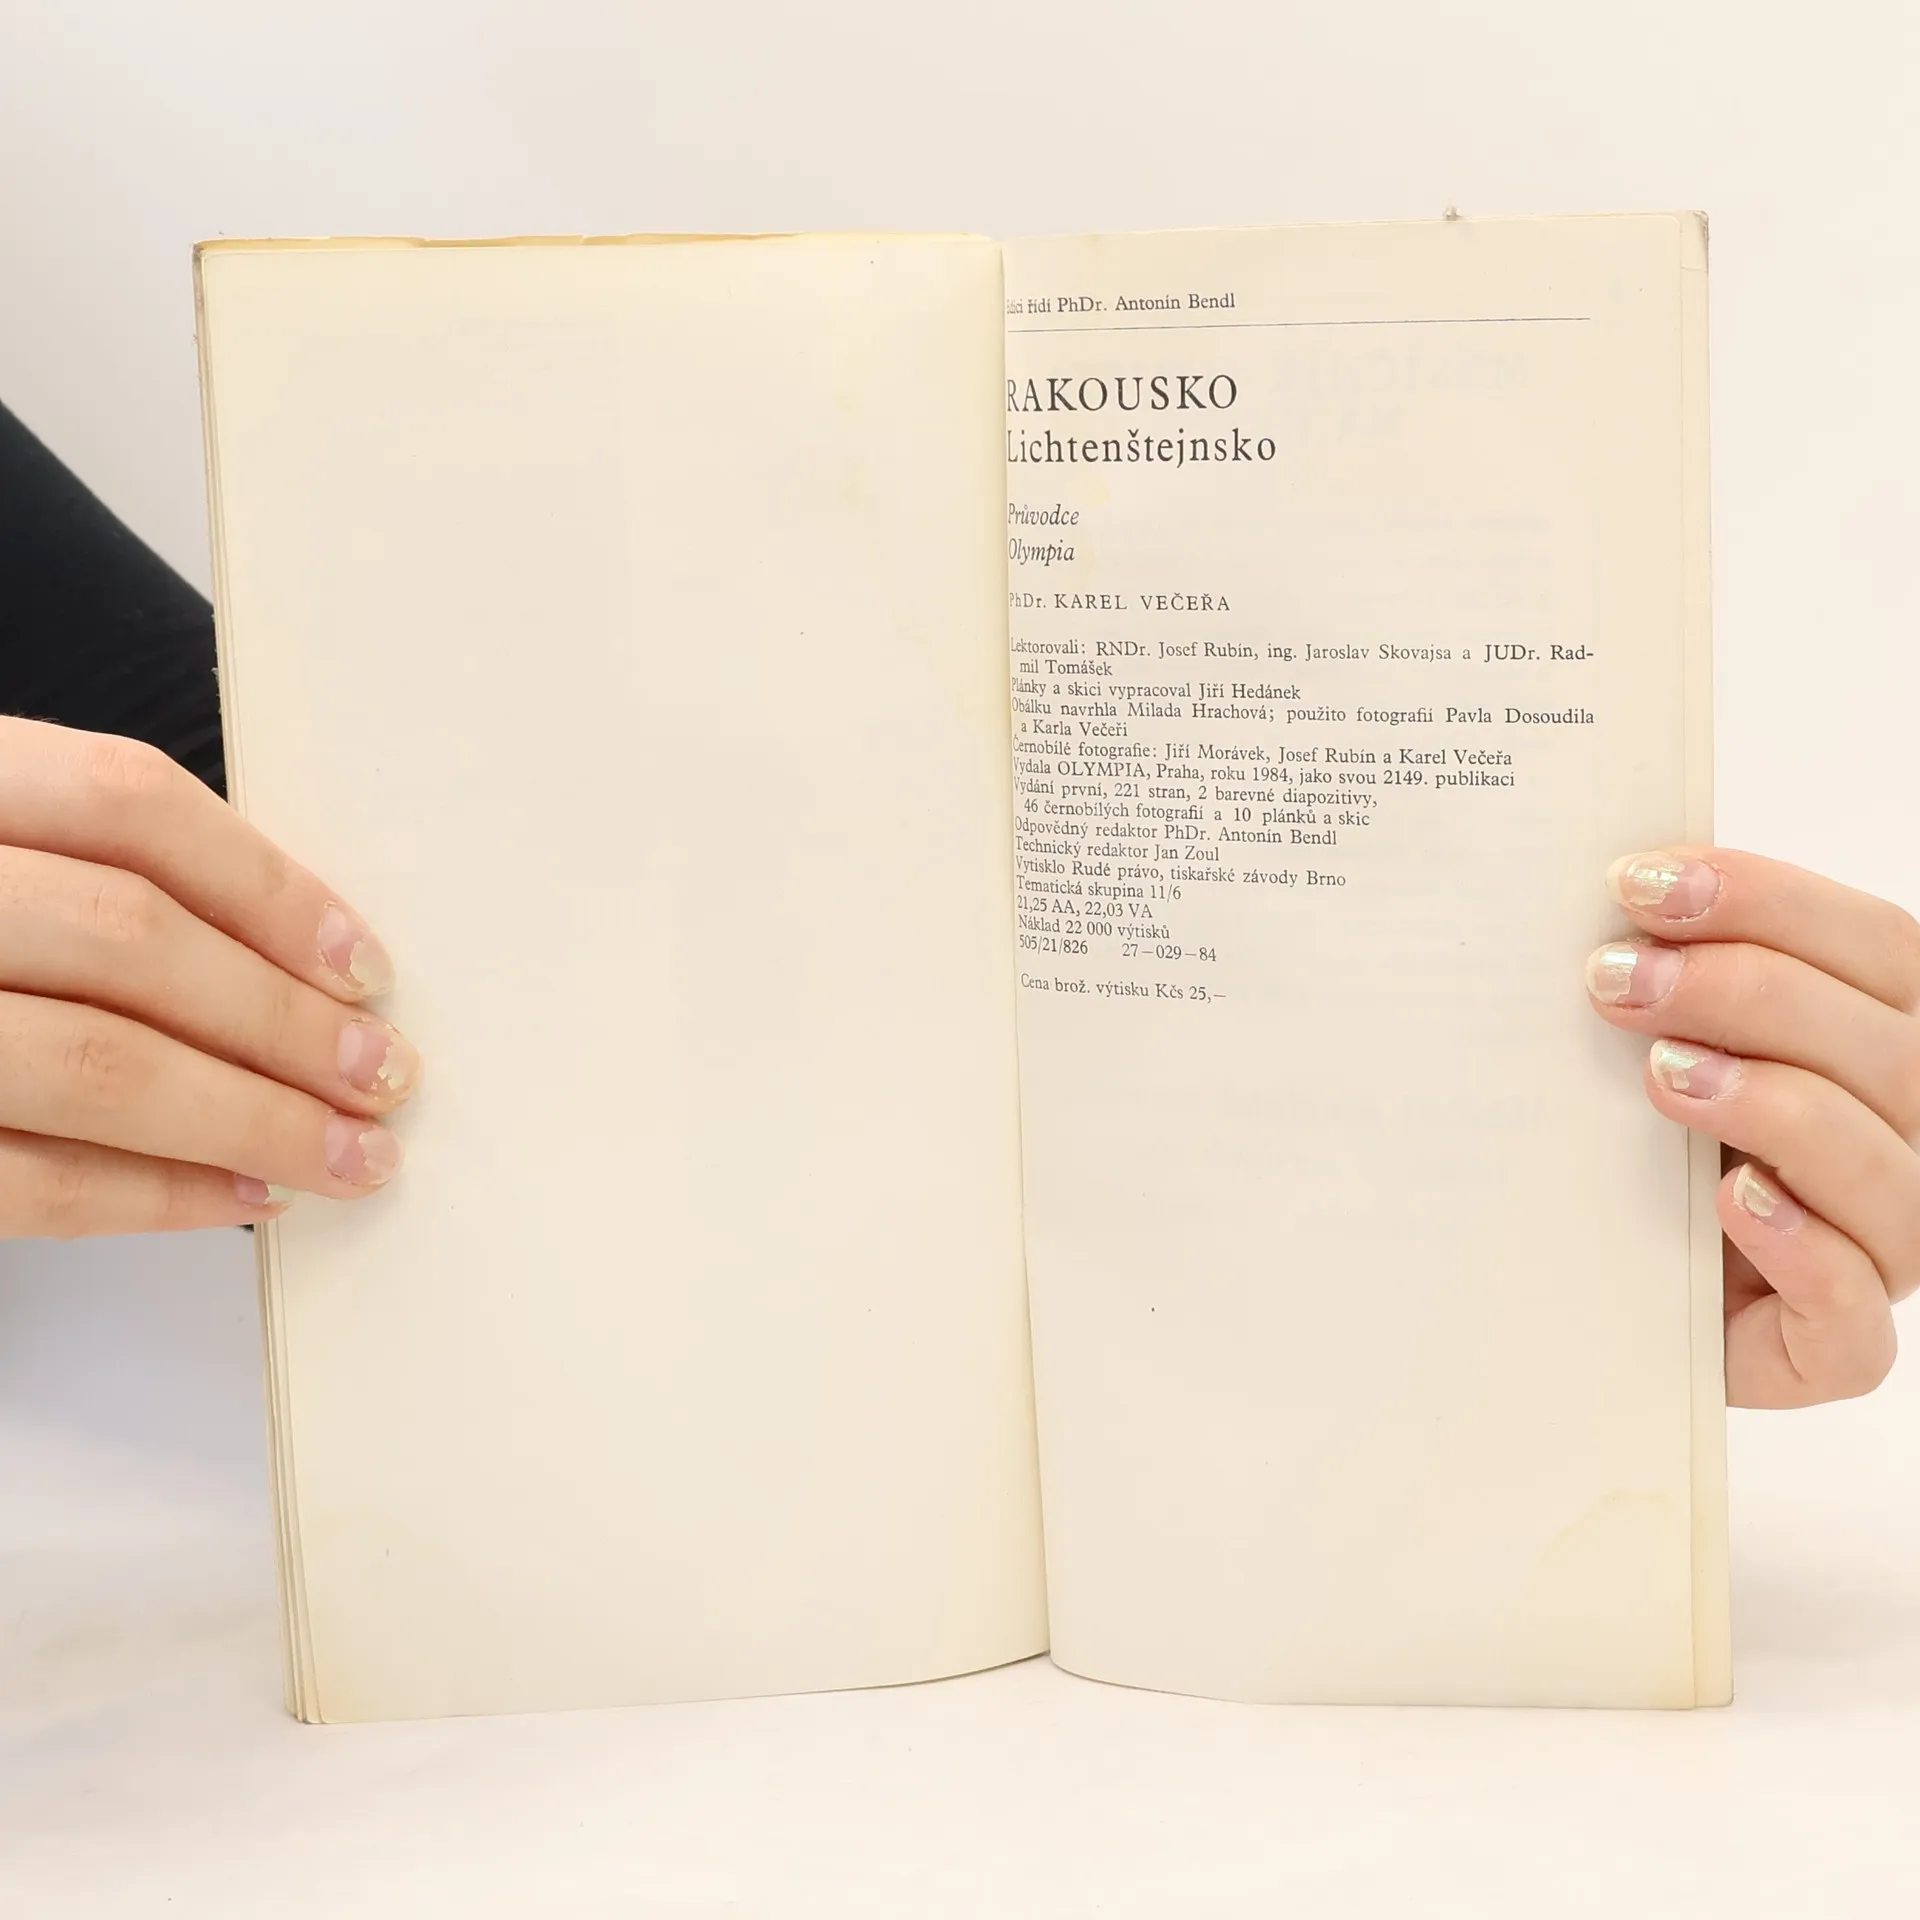 Edici řídí PhDr. Antonín Bendl
RAKOUSKO
Lichtenštejnsko
Průvodce
Olympia
PhDr. KAREL VEČEŘA
Lektorovali: RNDr. Josef Rubín, ing. Jaroslav Skovajsa a JUDr. Rad-
mil Tomášek
Plánky a skici vypracoval Jiří Hedánek
Obálku navrhla Milada Hrachová; použito fotografií Pavla Dosoudila
a Karla Večeři
Černobílé fotografie: Jiří Morávek, Josef Rubín a Karel Večeřa
Vydala OLYMPIA, Praha, roku 1984, jako svou 2149. publikaci
Vydání první, 221 stran, 2 barevné diapozitivy,
46 černobílých fotografií a 10 plánků a skic
Odpovědný redaktor PhDr. Antonín Bendl
Technický redaktor Jan Zoul
Vytisklo Rudé právo, tiskařské závody Brno
Tematická skupina 11/6
21,25 AA, 22,03 VA
Náklad 22 000 výtisků
505/21/826 27—029—84
Cena brož. výtisku Kčs 25,—